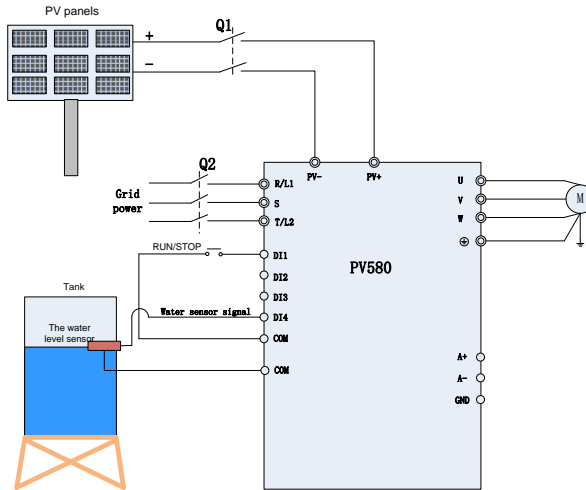 PV panels
+
−
Q1
PV-
PV+
Q2
Grid
power
R/L1
S
T/L2
RUN/STOP
DI1
DI2
DI3
Water sensor signal
DI4
COM
COM
PV580
U
V
W
M
A+
A-
GND
Tank
The water
level sensor